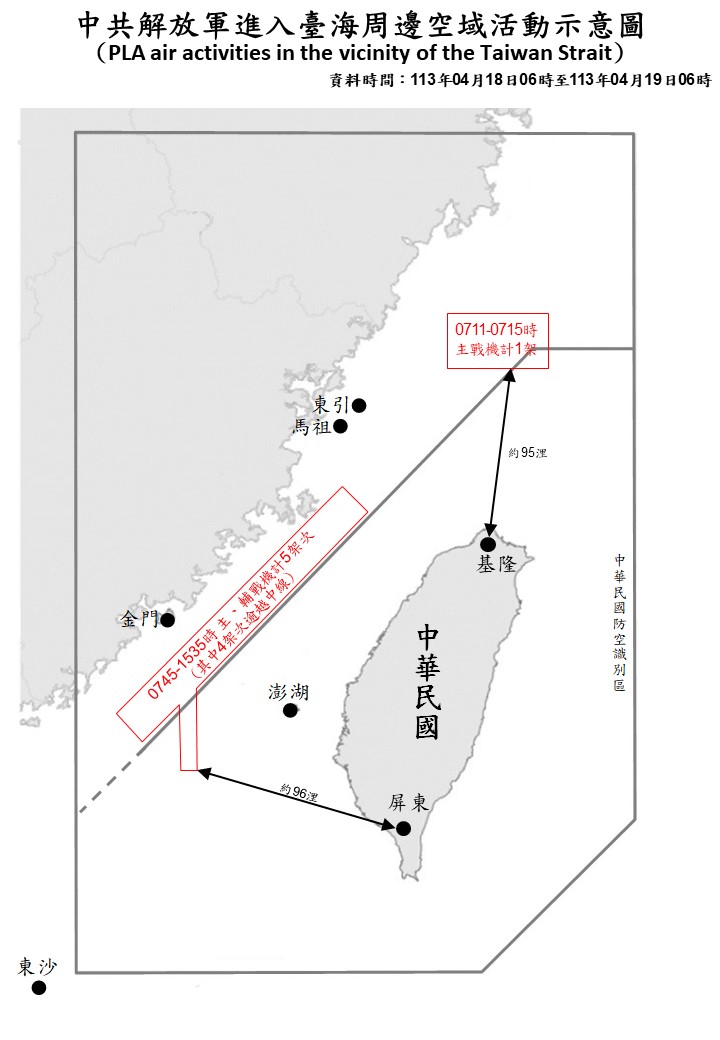 中共解放軍進入臺海周邊空域活動示意圖
（PLA air activities in the vicinity of the Taiwan Strait）
資料時間：113年04月18日06時至113年04月19日06時
0711-0715時
主戰機計1架
東引
馬祖
約95浬
0745-1535時 主、輔戰機計5架次
（其中4架次逾越中線）
基隆
中華民國防空識別區
金門
中華民國
澎湖
約96浬
屏東
東沙